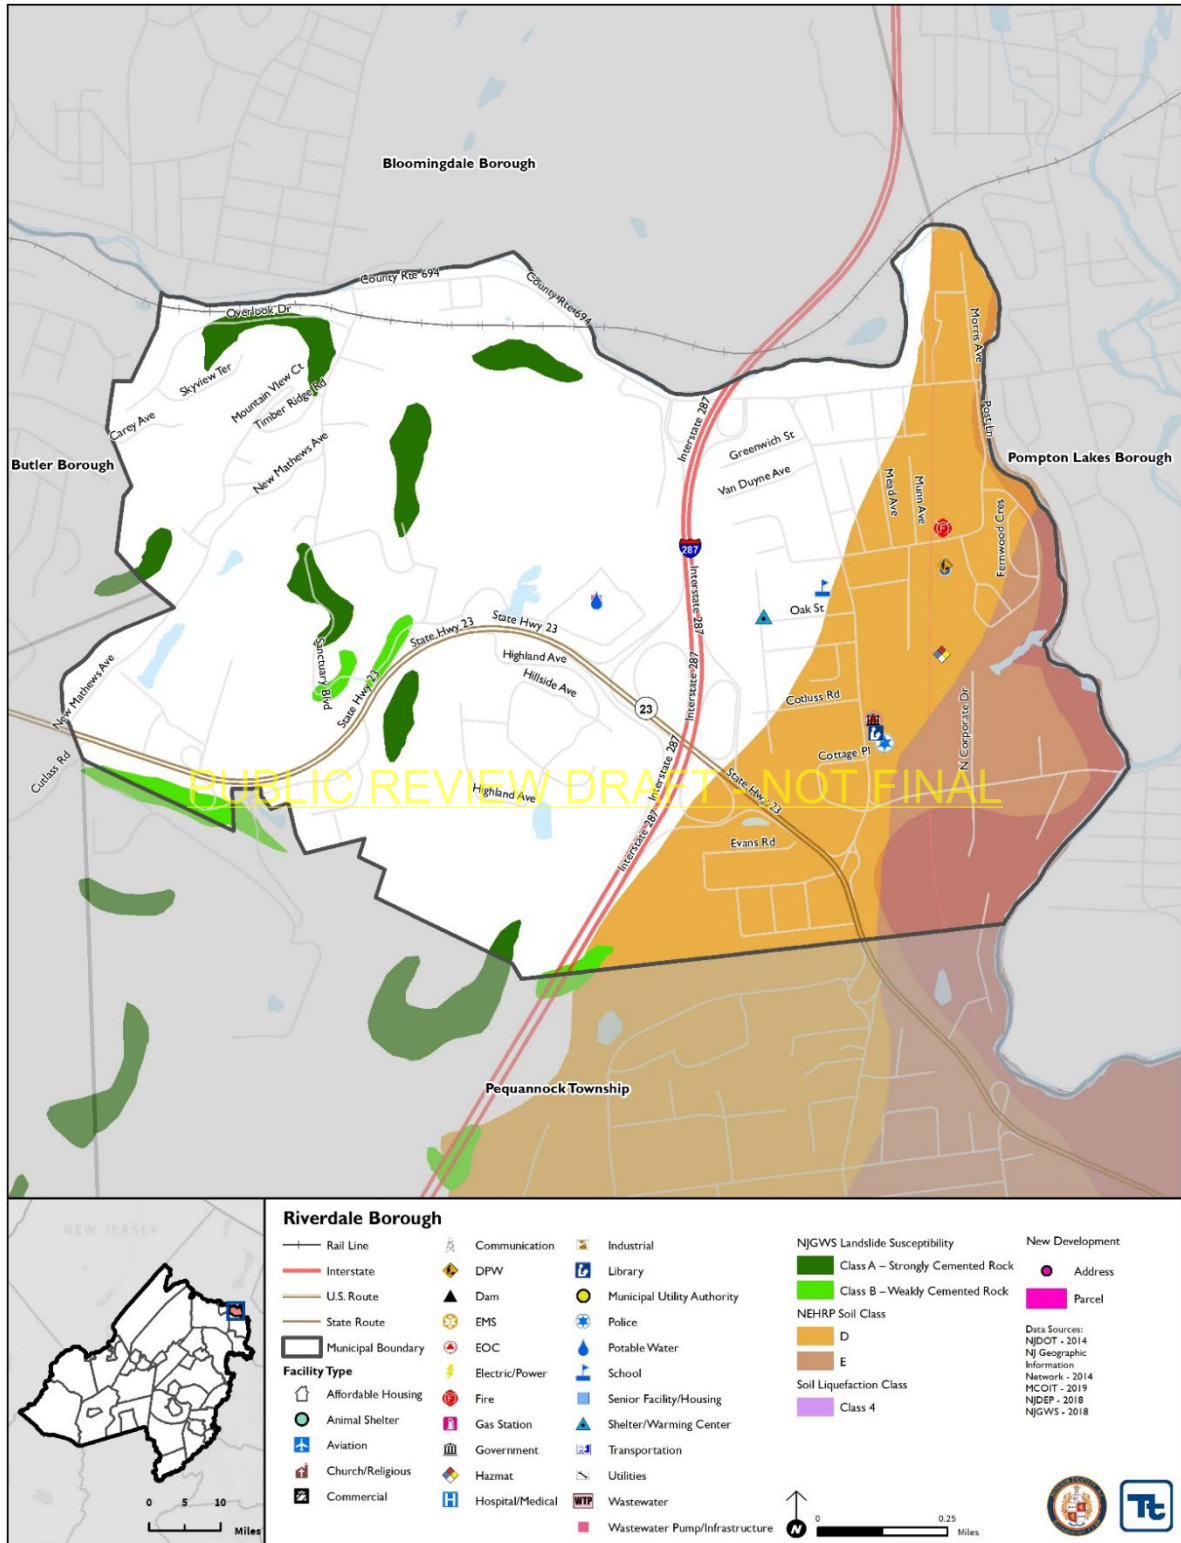 Bloomingdale Borough
County Rte 694
County Rte 694
Overlook Dr
Skyview Ter
Mountain View Ct
Timber Ridge Rd
Carey Ave
New Mathews Ave
Butler Borough
Interstate 287
Greenwich St
Van Duyne Ave
Morris Ave
Post Ln
Pompton Lakes Borough
Mead Ave
Munn Ave
Fernwood Cres
F
287
Interstate 287
Oak St
State Hwy 23
State Hwy 23
Highland Ave
Hillside Ave
Sanctuary Blvd
State Hwy 23
New Mathews Ave
Interstate 287
23
Cotluss Rd
N Corporate Dr
Cottage Pl
Cutlass Rd
Interstate 287
State Hwy 23
PUBLIC REVIEW DRAFT - NOT FINAL
Highland Ave
Interstate 287
Evans Rd
Pequannock Township
NEW JERSEY
0 5 10
Miles
Riverdale Borough
Rail Line
Interstate
U.S. Route
State Route
Municipal Boundary
Facility Type
Affordable Housing
Animal Shelter
Aviation
Church/Religious
Commercial
Communication
DPW
Dam
EMS
EOC
Electric/Power
F Fire
Gas Station
Government
Hazmat
H Hospital/Medical
Industrial
Library
Municipal Utility Authority
Police
Potable Water
School
Senior Facility/Housing
Shelter/Warming Center
Transportation
Utilities
WTP Wastewater
Wastewater Pump/Infrastructure
NJGWS Landslide Susceptibility
Class A – Strongly Cemented Rock
Class B – Weakly Cemented Rock
NEHRP Soil Class
D
E
Soil Liquefaction Class
Class 4
New Development
Address
Parcel
Data Sources:
NJDOT - 2014
NJ Geographic
Information
Network - 2014
MCOIT - 2019
NJDEP - 2018
NJGWS - 2018
N
0 0.25
Miles
Tt